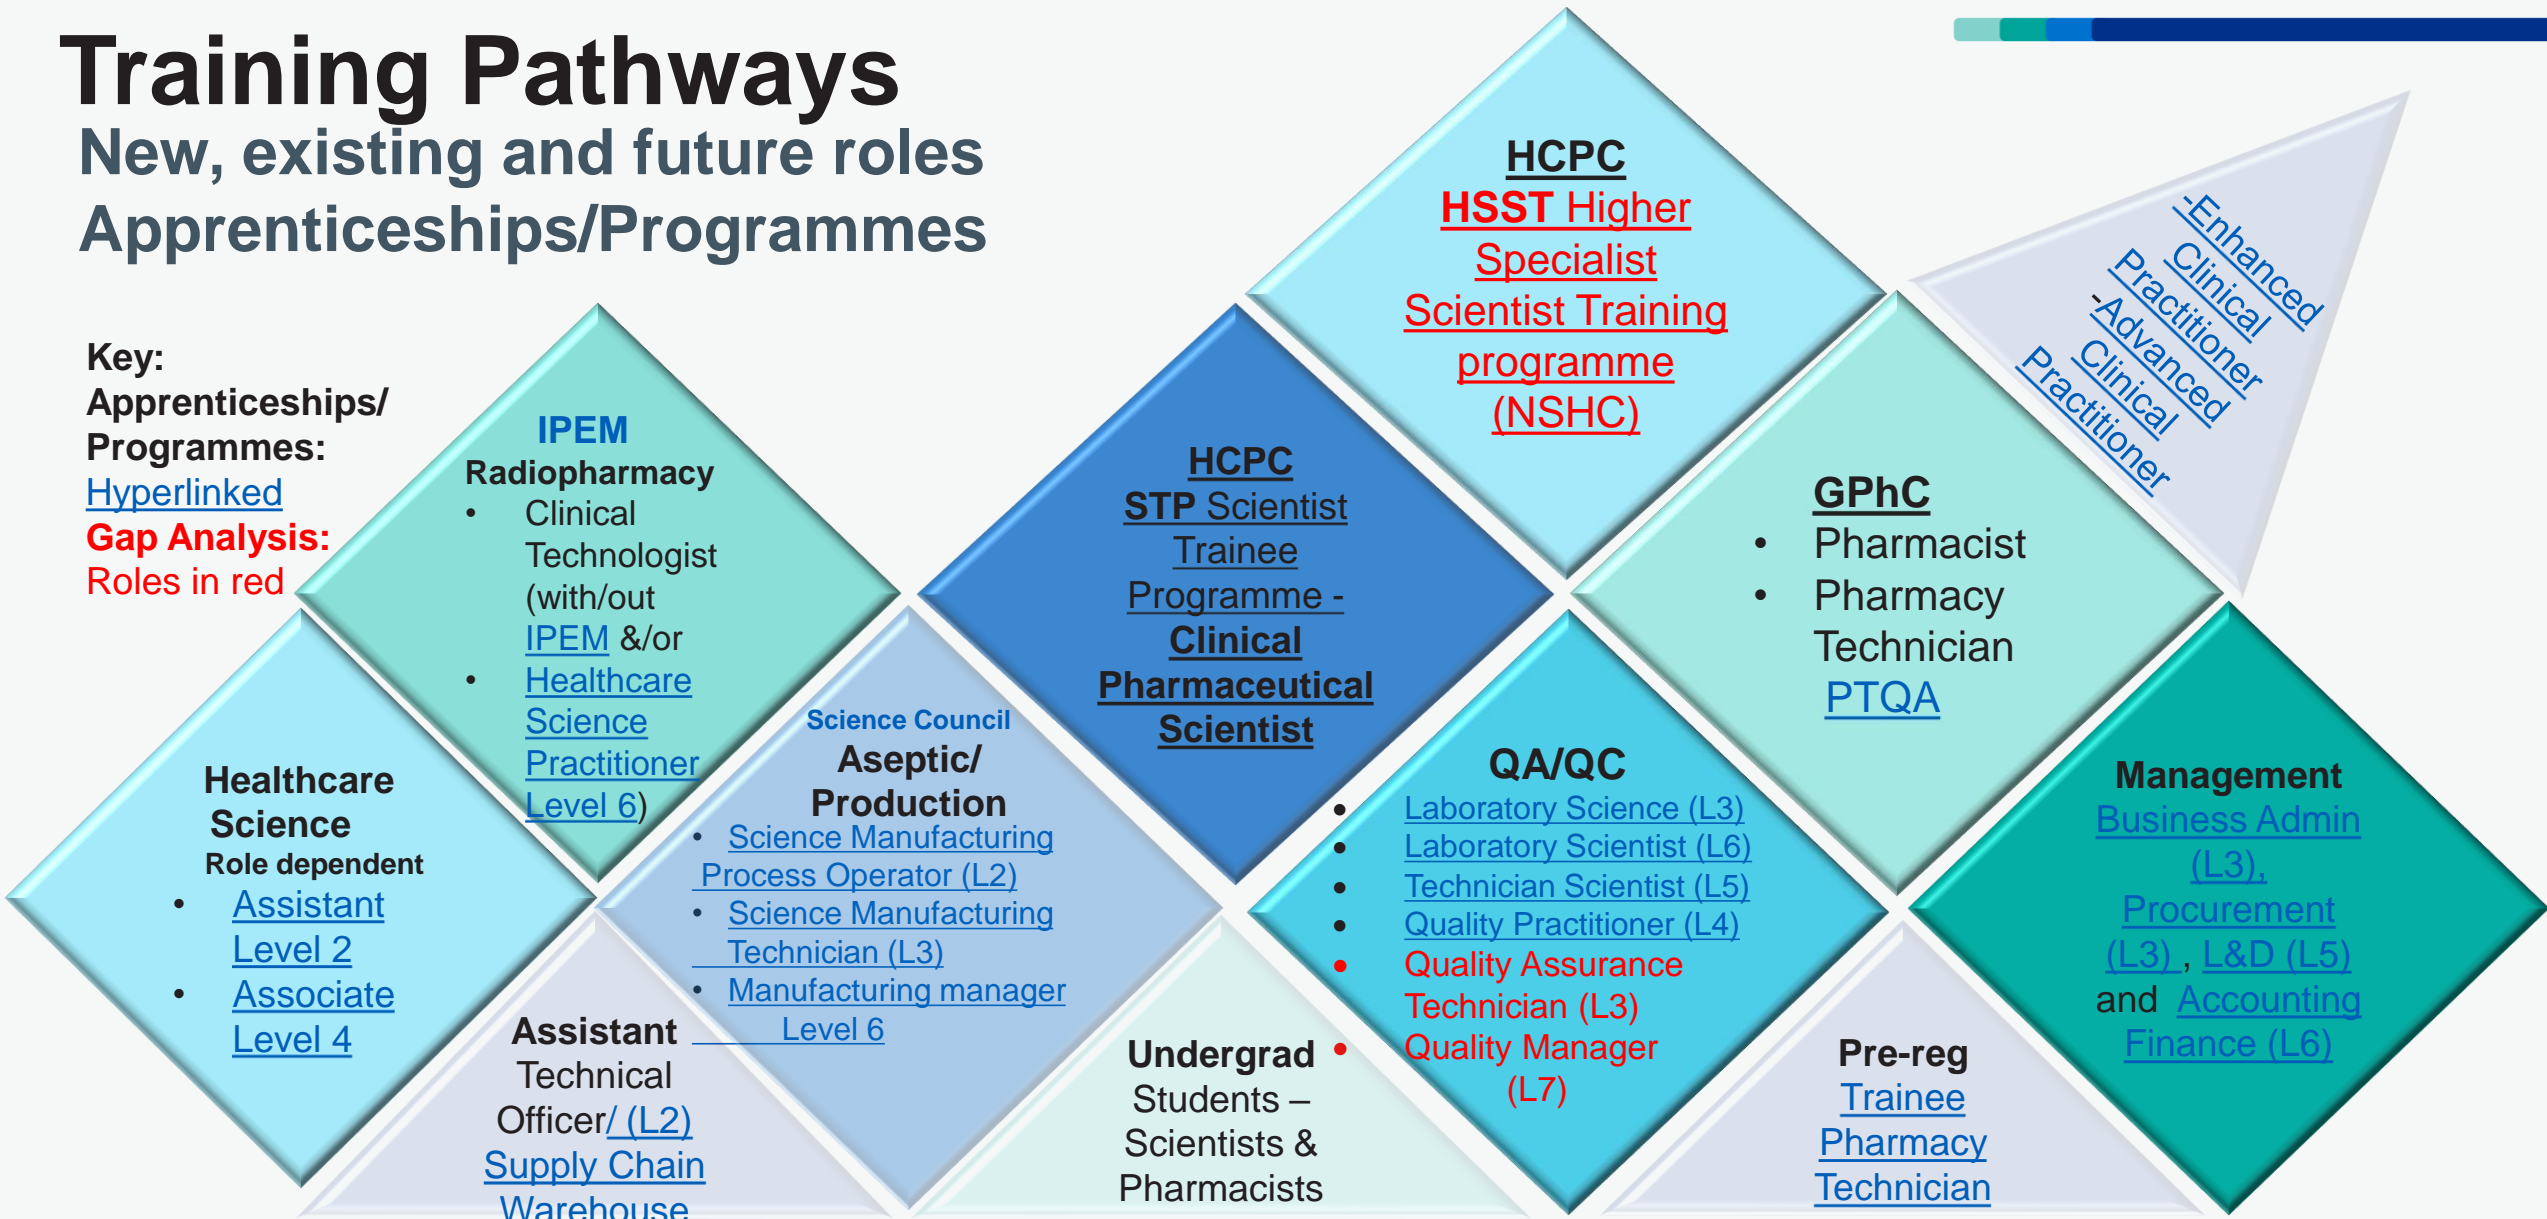 Training Pathways
New, existing and future roles
Apprenticeships/Programmes
Key:
Apprenticeships/
Programmes:
Hyperlinked
Gap Analysis:
Roles in red
Healthcare
Science
Role dependent
• Assistant
Level 2
• Associate
Level 4
IPEM
Radiopharmacy
• Clinical
Technologist
(with/out
IPEM &/or
• Healthcare
Science
Practitioner
Level 6)
Assistant
Technical
Officer/ (L2)
Supply Chain
Warehouse
Science Council
Aseptic/
Production
• Science Manufacturing
Process Operator (L2)
• Science Manufacturing
Technician (L3)
• Manufacturing manager
Level 6
HCPC
STP Scientist
Trainee
Programme -
Clinical
Pharmaceutical
Scientist
Undergrad
Students –
Scientists &
Pharmacists
HCPC
HSST Higher
Specialist
Scientist Training
programme
(NSHC)
QA/QC
• Laboratory Science (L3)
• Laboratory Scientist (L6)
• Technician Scientist (L5)
• Quality Practitioner (L4)
• Quality Assurance
Technician (L3)
• Quality Manager
(L7)
GPhC
• Pharmacist
• Pharmacy
Technician
PTQA
Pre-reg
Trainee
Pharmacy
Technician
-Enhanced
Clinical
Practitioner
-Advanced
Clinical
Practitioner
Management
Business Admin
(L3),
Procurement
(L3) , L&D (L5)
and Accounting
Finance (L6)